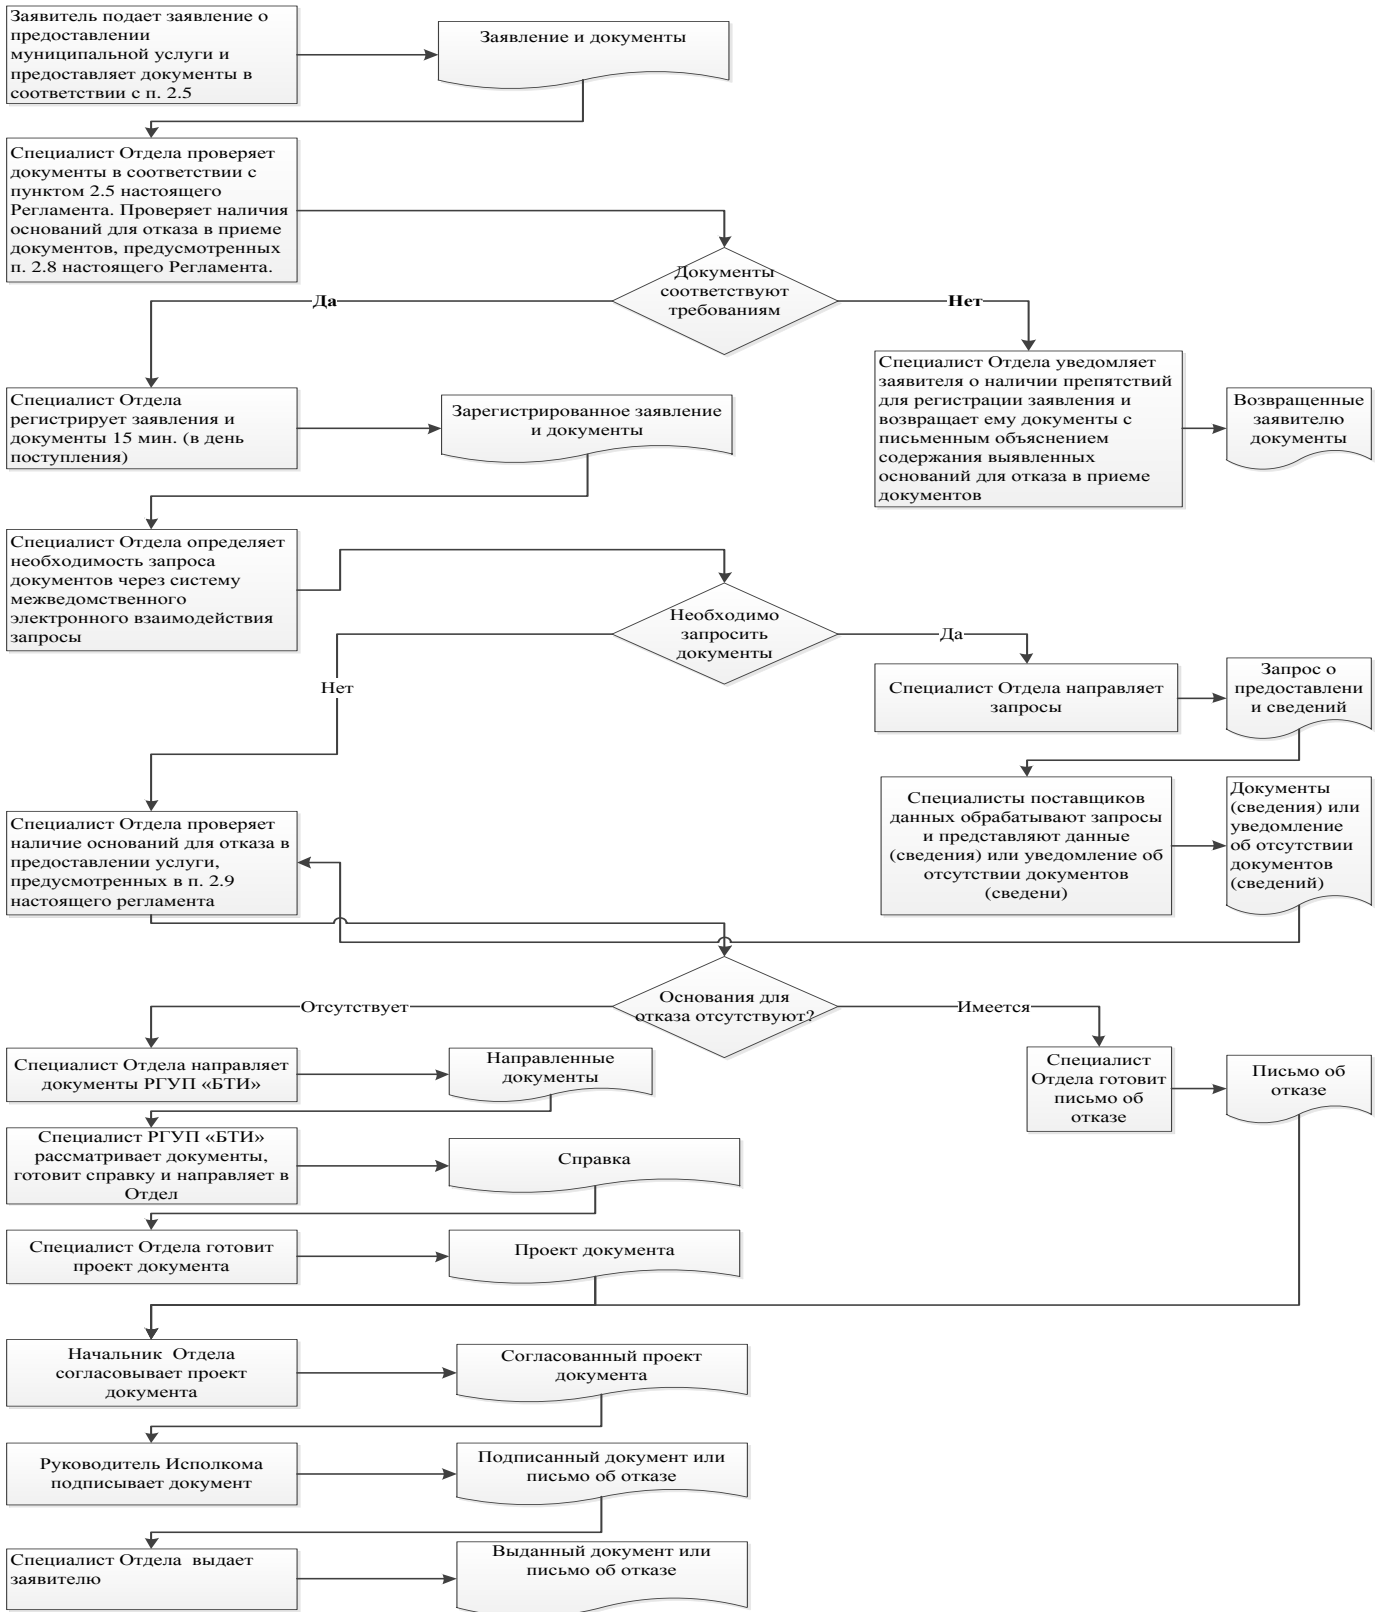 Заявитель подает заявление о
предоставлении
муниципальной услуги и
предоставляет документы в
соответствии с п. 2.5
Заявление и документы
Специалист Отдела проверяет
документы в соответствии с
пунктом 2.5 настоящего
Регламента. Проверяет наличия
оснований для отказа в приеме
документов, предусмотренных
п. 2.8 настоящего Регламента.
Документы
соответствуют
требованиям
Да
Нет
Специалист Отдела
регистрирует заявления и
документы 15 мин. (в день
поступления)
Зарегистрированное заявление
и документы
Специалист Отдела уведомляет
заявителя о наличии препятствий
для регистрации заявления и
возвращает ему документы с
письменным объяснением
содержания выявленных
оснований для отказа в приеме
документов
Возвращенные
заявителю
документы
Специалист Отдела определяет
необходимость запроса
документов через систему
межведомственного
электронного взаимодействия
запросы
Необходимо
запросить
документы
Да
Нет
Специалист Отдела направляет
запросы
Запрос о
предоставлени
и сведений
Специалисты поставщиков
данных обрабатывают запросы
и представляют данные
(сведения) или уведомление об
отсутствии документов
(сведени)
Документы
(сведения) или
уведомление
об отсутствии
документов
(сведений)
Специалист Отдела проверяет
наличие оснований для отказа в
предоставлении услуги,
предусмотренных в п. 2.9
настоящего регламента
Основания для
отказа отсутствуют?
Отсутствует
Имеется
Специалист Отдела направляет
документы РГУП «БТИ»
Направленные
документы
Специалист
Отдела готовит
письмо об
отказе
Письмо об
отказе
Специалист РГУП «БТИ»
рассматривает документы,
готовит справку и направляет в
Отдел
Справка
Специалист Отдела готовит
проект документа
Проект документа
Начальник  Отдела
согласовывает проект
документа
Согласованный проект
документа
Руководитель Исполкома
подписывает документ
Подписанный документ или
письмо об отказе
Специалист Отдела  выдает
заявителю
Выданный документ или
письмо об отказе